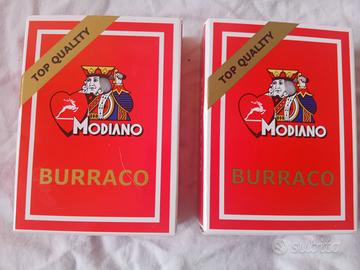 TOP QUALITY
MODIANO
BURRACO
TOP QUALITY
MODIANO
BURRACO
subito